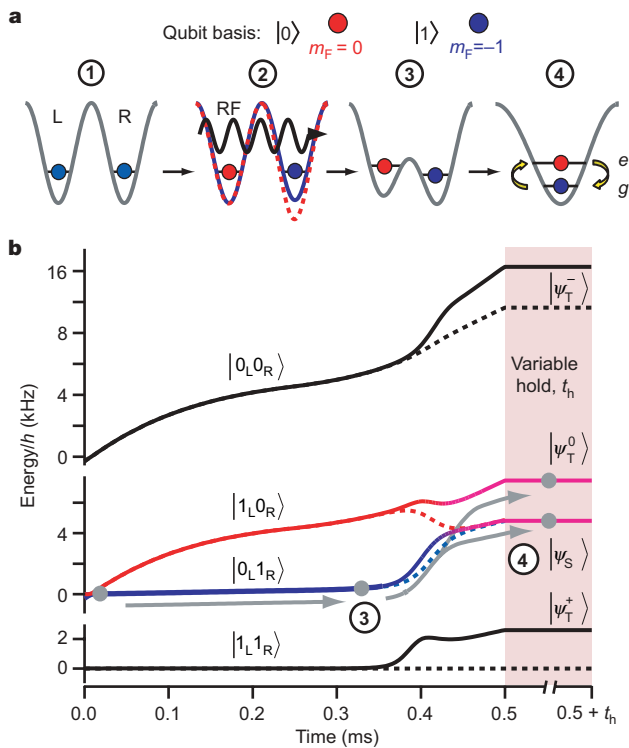 a
Qubit basis: |0⟩ |1⟩
m_F = 0 m_F=−1
1 2 3 4
L R RF
e
g
b
16
12
8
4
0
4
0
2
0
Energy/h (kHz)
|0_L0_R⟩
|1_L0_R⟩
|0_L1_R⟩
|1_L1_R⟩
3
4
|ψ_T^−⟩
Variable
hold, t_h
|ψ_T^0⟩
|ψ_S⟩
|ψ_T^+⟩
0.0 0.1 0.2 0.3 0.4 0.5 0.5 + t_h
Time (ms)